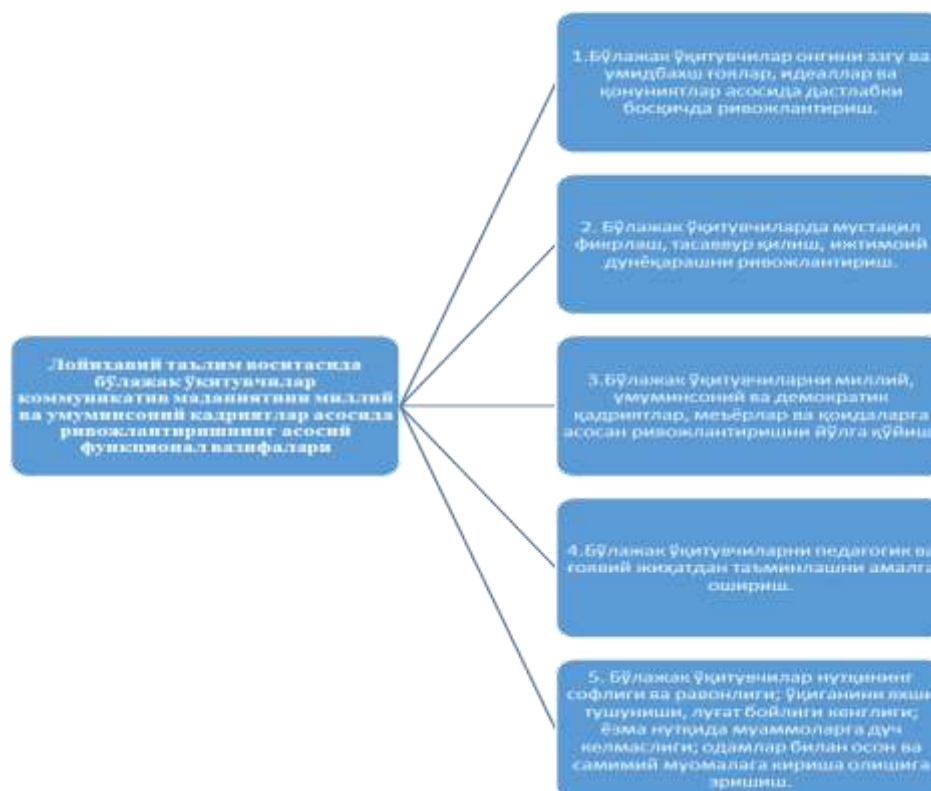 Лойиҳавий таълим воситасида
бўлажак ўқитувчилар
коммуникатив маданиятини миллий
ва умуминсоний қадриятлар асосида
ривожлантиришнинг асосий
функционал вазифалари
1.Бўлажак ўқитувчилар онгини эзгу ва
умидбахш ғоялар, идеаллар ва
қонуниятлар асосида дастлабки
босқичда ривожлантириш.
2. Бўлажак ўқитувчиларда мустақил
фикрлаш, тасаввур қилиш, ижтимоий
дунёқарашни ривожлантириш.
3.Бўлажак ўқитувчиларни миллий,
умуминсоний ва демократик
қадриятлар, меъёрлар ва қоидаларга
асосан ривожлантиришни йўлга қўйиш
4.Бўлажак ўқитувчиларни педагогик ва
ғоявий жиҳатдан таъминлашни амалга
ошириш.
5. Бўлажак ўқитувчилар нутқининг
софлиги ва равонлиги; ўқиганини яхши
тушуниши, луғат бойлиги кенглиги;
ёзма нутқида муаммоларга дуч
келмаслиги; одамлар билан осон ва
самимий муомалага кириша олишига
эришиш.